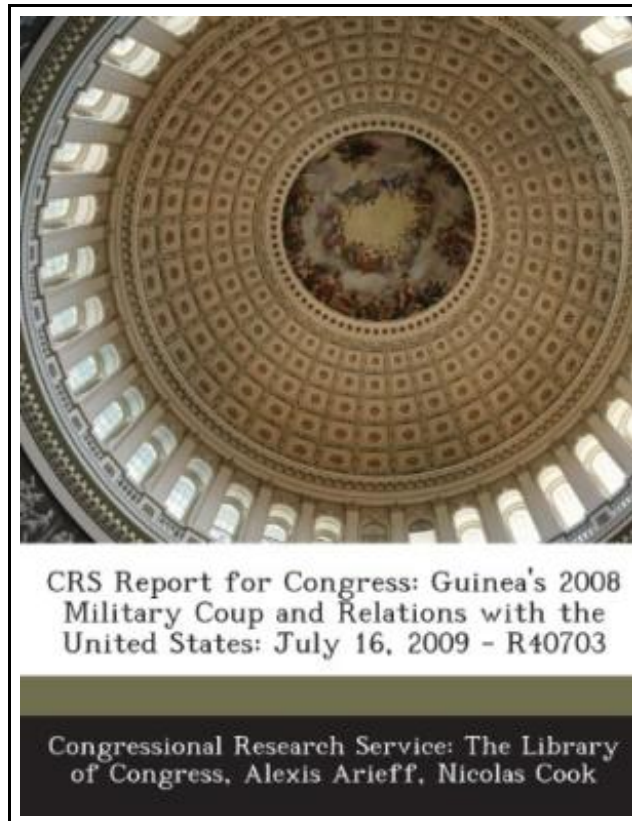 CRS Report for Congress: Guinea's 2008
Military Coup and Relations with the
United States: July 16, 2009 - R40703
Congressional Research Service: The Library
of Congress, Alexis Arieff, Nicolas Cook